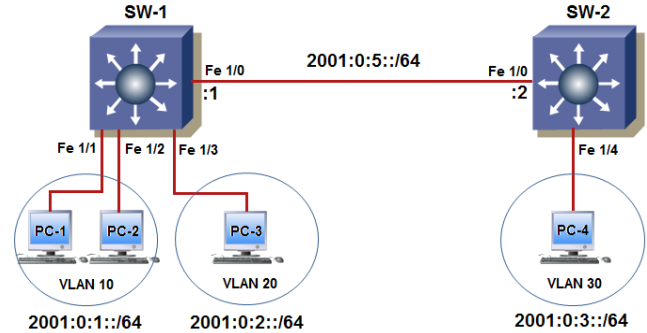 SW-1
SW-2
2001:0:5::/64
Fe 1/0
Fe 1/0
:1
:2
Fe 1/1
Fe 1/2
Fe 1/3
Fe 1/4
PC-1
PC-2
PC-3
PC-4
VLAN 10
VLAN 20
VLAN 30
2001:0:1::/64
2001:0:2::/64
2001:0:3::/64